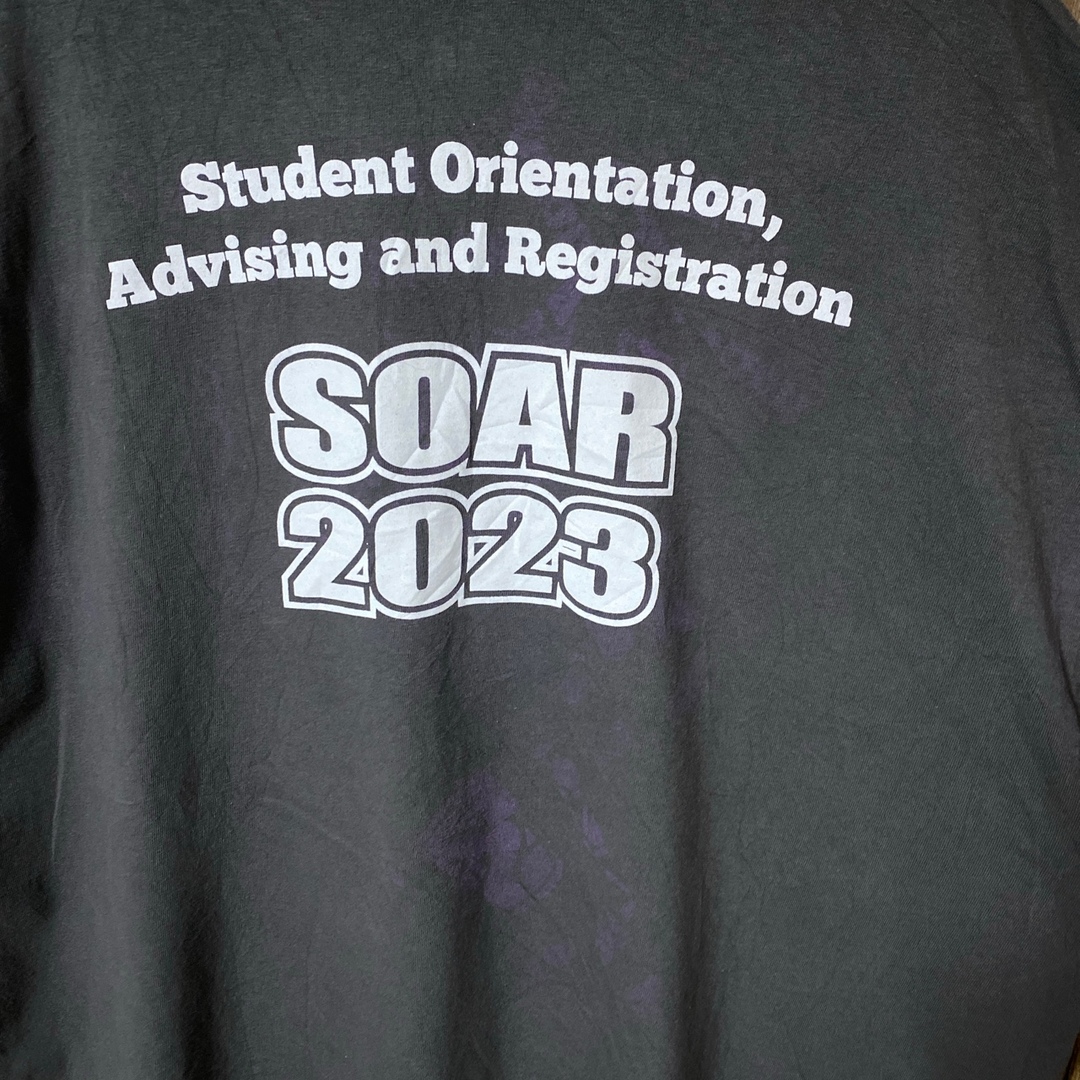 Student Orientation,
Advising and Registration
SOAR
2023